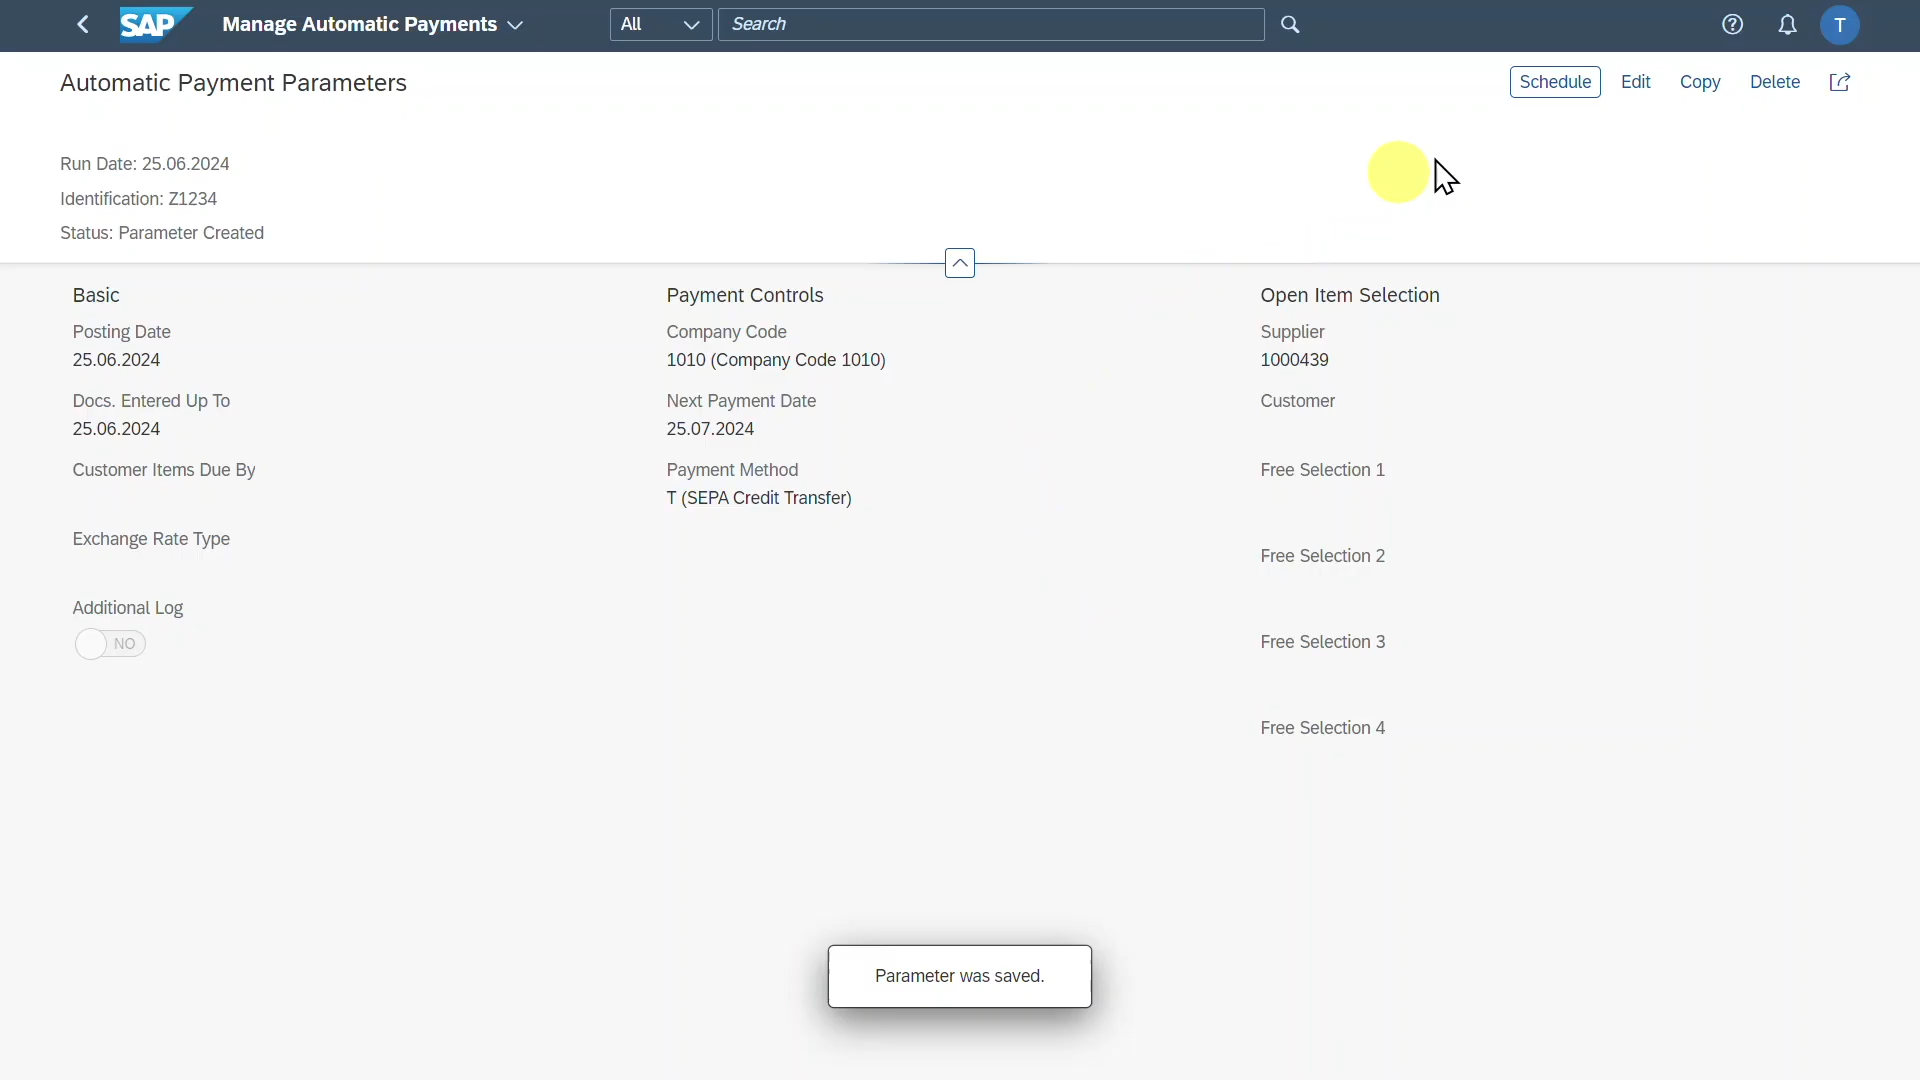 SAP Manage Automatic Payments All Search T
Automatic Payment Parameters Schedule Edit Copy Delete
Run Date: 25.06.2024
Identification: Z1234
Status: Parameter Created
Basic
Posting Date
25.06.2024
Docs. Entered Up To
25.06.2024
Customer Items Due By
Exchange Rate Type
Additional Log
NO
Payment Controls
Company Code
1010 (Company Code 1010)
Next Payment Date
25.07.2024
Payment Method
T (SEPA Credit Transfer)
Open Item Selection
Supplier
1000439
Customer
Free Selection 1
Free Selection 2
Free Selection 3
Free Selection 4
Parameter was saved.